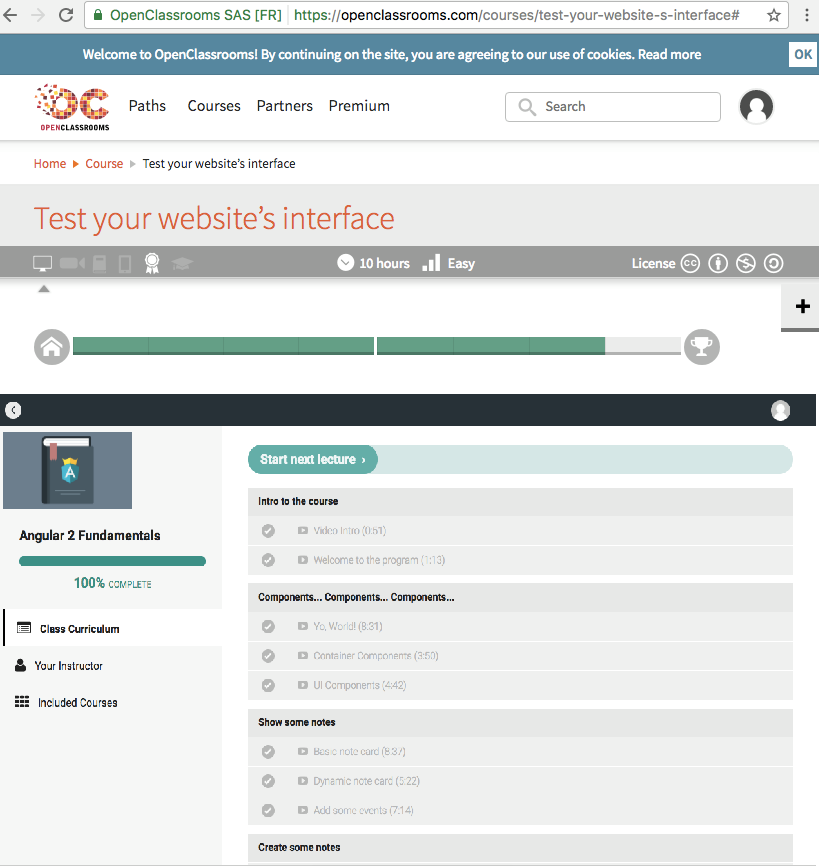 OpenClassrooms SAS [FR] https://openclassrooms.com/courses/test-your-website-s-interface#
Welcome to OpenClassrooms! By continuing on the site, you are agreeing to our use of cookies. Read more OK
OC
OPENCLASSROOMS
Paths Courses Partners Premium Search
Home Course Test your website's interface
Test your website's interface
10 hours Easy License cc
+
Start next lecture ›
Intro to the course
A
Video Intro (0:51)
Angular 2 Fundamentals
Welcome to the program (1:13)
100% COMPLETE
Components... Components... Components...
Class Curriculum
Yo, World! (8:31)
Your Instructor
Container Components (3:50)
Included Courses
UI Components (4:42)
Show some notes
Basic note card (8:37)
Dynamic note card (5:22)
Add some events (7:14)
Create some notes